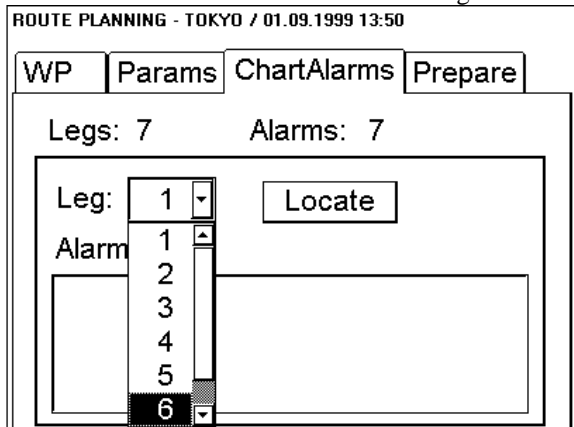 ROUTE PLANNING - TOKYO / 01.09.1999 13:50
WP Params ChartAlarms Prepare
Legs: 7 Alarms: 7
Leg: 1 Locate
Alarm
1
2
3
4
5
6